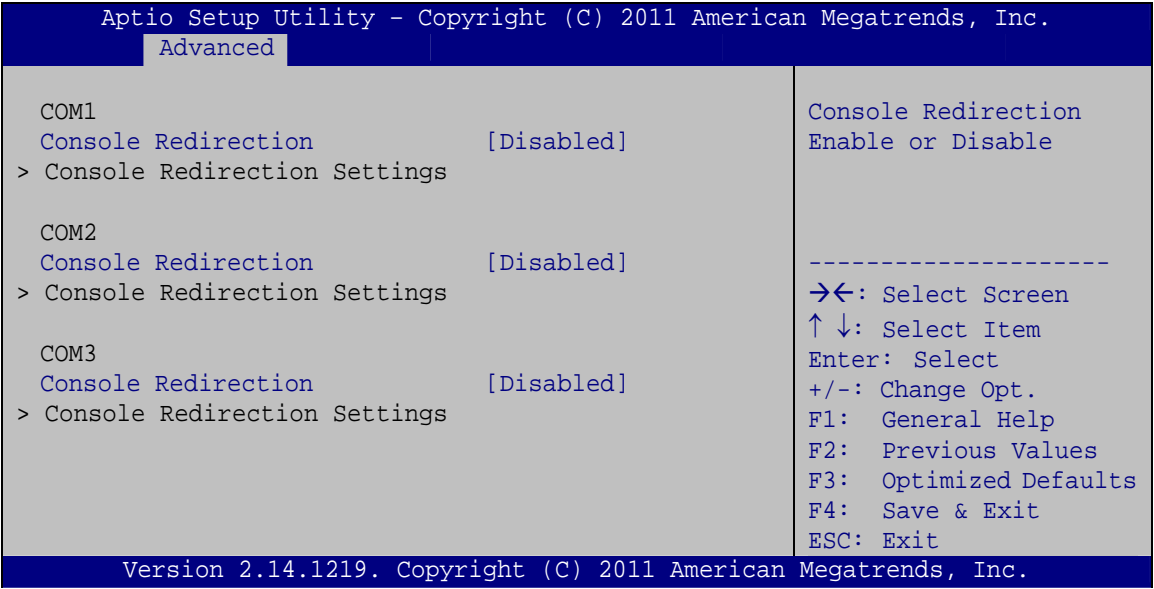 Aptio Setup Utility – Copyright (C) 2011 American Megatrends, Inc.
Advanced
COM1
Console Redirection [Disabled]
> Console Redirection Settings
COM2
Console Redirection [Disabled]
> Console Redirection Settings
COM3
Console Redirection [Disabled]
> Console Redirection Settings
Console Redirection
Enable or Disable
---------------------
→←: Select Screen
↑ ↓: Select Item
Enter: Select
+/-: Change Opt.
F1: General Help
F2: Previous Values
F3: Optimized Defaults
F4: Save & Exit
ESC: Exit
Version 2.14.1219. Copyright (C) 2011 American Megatrends, Inc.